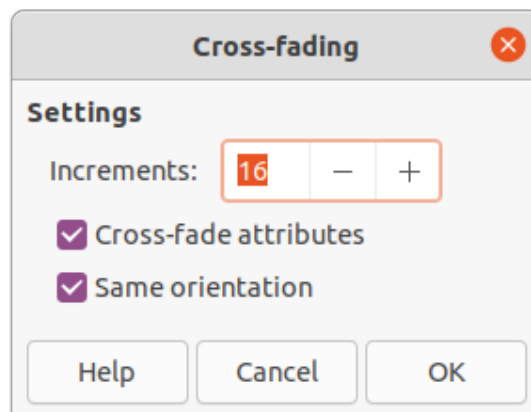 Cross-fading
Settings
Increments: 16 − +
Cross-fade attributes
Same orientation
Help Cancel OK